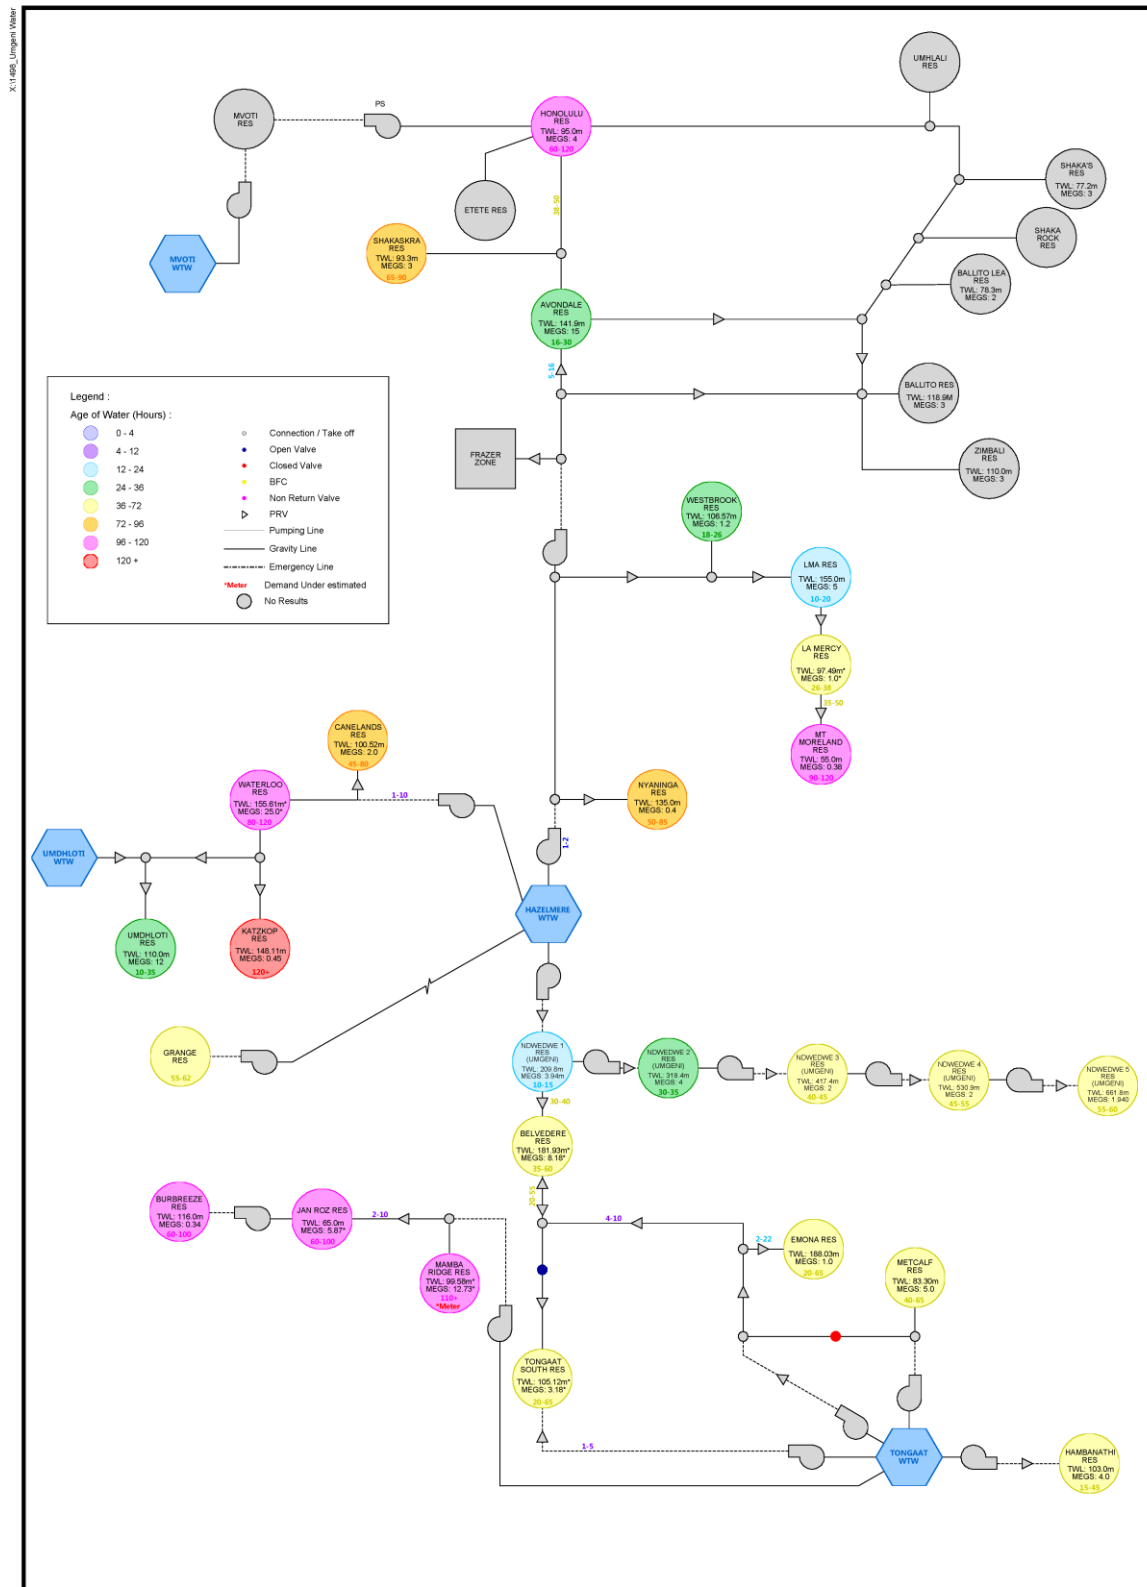 X:\1498_Umgeni Water
UMHLALI
RES
MVOTI
RES
PS
HONOLULU
RES
TWL: 95.0m
MEGS: 4
60-120
SHAKA'S
RES
TWL: 77.2m
MEGS: 3
ETETE RES
38-50
SHAKA
ROCK
RES
SHAKASKRA
RES
TWL: 93.3m
MEGS: 3
65-90
MVOTI
WTW
BALLITO LEA
RES
TWL: 78.3m
MEGS: 2
AVONDALE
RES
TWL: 141.9m
MEGS: 15
16-30
5-16
BALLITO RES
TWL: 118.9M
MEGS: 3
Legend :
Age of Water (Hours) :
0 - 4
4 - 12
12 - 24
24 - 36
36 -72
72 - 96
96 - 120
120 +
Connection / Take off
Open Valve
Closed Valve
BFC
Non Return Valve
PRV
Pumping Line
Gravity Line
Emergency Line
*Meter Demand Under estimated
No Results
FRAZER
ZONE
ZIMBALI
RES
TWL: 110.0m
MEGS: 3
WESTBROOK
RES
TWL: 106.57m
MEGS: 1.2
18-26
LMA RES
TWL: 155.0m
MEGS: 5
10-20
LA MERCY
RES
TWL: 97.49m*
MEGS: 1.0*
26-38
35-50
MT
MORELAND
RES
TWL: 55.0m
MEGS: 0.38
90-120
CANELANDS
RES
TWL: 100.52m
MEGS: 2.0
45-80
WATERLOO
RES
TWL: 155.61m*
MEGS: 25.0*
80-120
1-10
NYANINGA
RES
TWL: 135.0m
MEGS: 0.4
50-85
1-2
UMDHLOTI
WTW
HAZELMERE
WTW
UMDHLOTI
RES
TWL: 110.0m
MEGS: 12
10-35
KATZKOP
RES
TWL: 148.11m
MEGS: 0.45
120+
GRANGE
RES
55-62
NDWEDWE 1
RES
(UMGENI)
TWL: 209.8m
MEGS: 3.94m
10-15
NDWEDWE 2
RES
(UMGENI)
TWL: 318.4m
MEGS: 4
30-35
NDWEDWE 3
RES
(UMGENI)
TWL: 417.4m
MEGS: 2
40-45
NDWEDWE 4
RES
(UMGENI)
TWL: 530.9m
MEGS: 2
45-55
NDWEDWE 5
RES
(UMGENI)
TWL: 661.8m
MEGS: 1.940
55-60
30-40
BELVEDERE
RES
TWL: 181.93m*
MEGS: 8.18*
35-60
20-55
BURBREEZE
RES
TWL: 116.0m
MEGS: 0.34
60-100
JAN ROZ RES
TWL: 65.0m
MEGS: 5.87*
60-100
2-10
MAMBA
RIDGE RES
TWL: 99.58m*
MEGS: 12.73*
110+
*Meter
4-10
2-22
EMONA RES
TWL: 188.03m
MEGS: 1.0
20-65
METCALF
RES
TWL: 83.30m
MEGS: 5.0
40-65
TONGAAT
SOUTH RES
TWL: 105.12m*
MEGS: 3.18*
20-65
1-5
TONGAAT
WTW
HAMBANATHI
RES
TWL: 103.0m
MEGS: 4.0
15-45